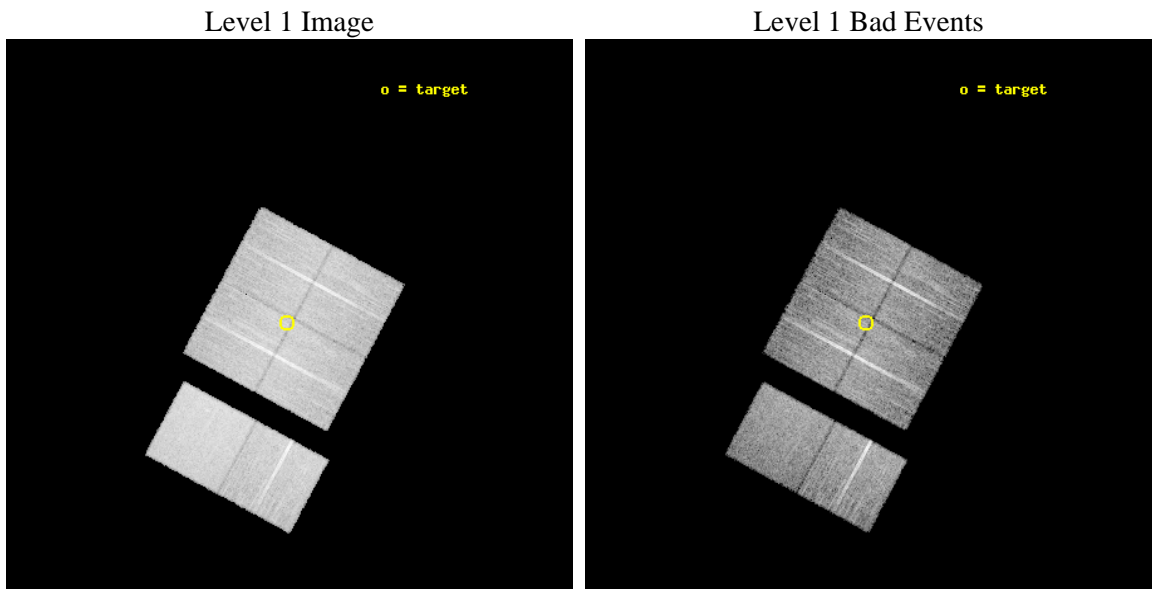 Level 1 Image
Level 1 Bad Events
o = target
o = target